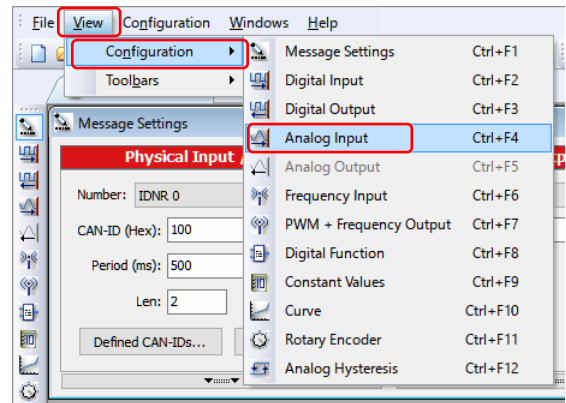 File View Configuration Windows Help
Configuration
Toolbars
Message Settings Ctrl+F1
Digital Input Ctrl+F2
Digital Output Ctrl+F3
Analog Input Ctrl+F4
Analog Output Ctrl+F5
Frequency Input Ctrl+F6
PWM + Frequency Output Ctrl+F7
Digital Function Ctrl+F8
Constant Values Ctrl+F9
Curve Ctrl+F10
Rotary Encoder Ctrl+F11
Analog Hysteresis Ctrl+F12
Message Settings
Physical Input
Number: IDNR 0
CAN-ID (Hex): 100
Period (ms): 500
Len: 2
Defined CAN-IDs...